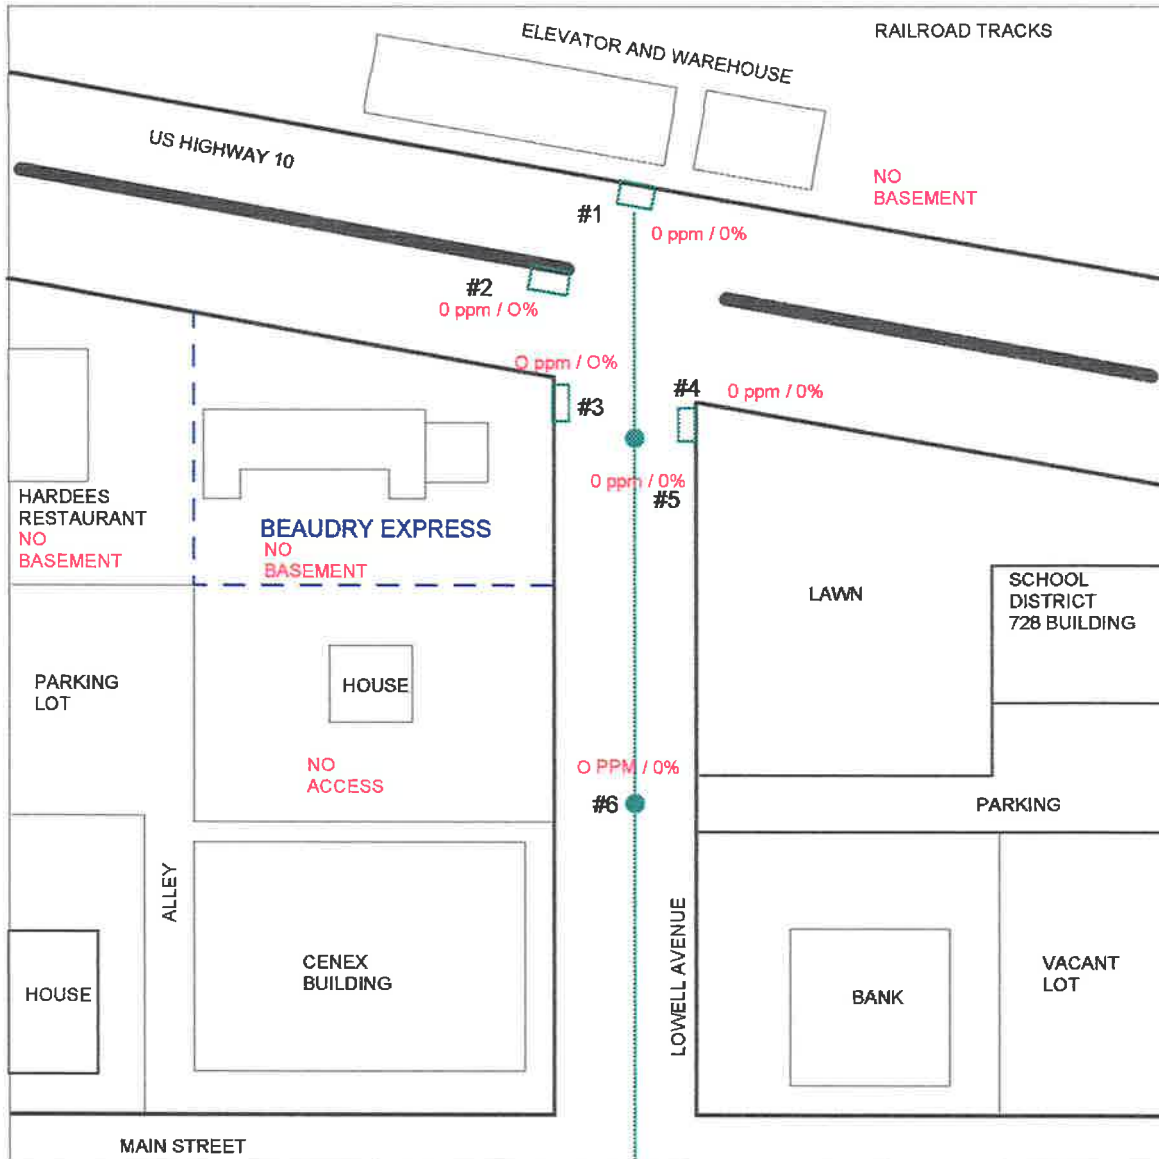 ELEVATOR AND WAREHOUSE
RAILROAD TRACKS
US HIGHWAY 10
NO
BASEMENT
#1
0 ppm / 0%
#2
0 ppm / O%
O ppm / O%
#3
#4
0 ppm / 0%
0 ppm / 0%
#5
HARDEES
RESTAURANT
NO
BASEMENT
BEAUDRY EXPRESS
NO
BASEMENT
LAWN
SCHOOL
DISTRICT
728 BUILDING
PARKING
LOT
HOUSE
NO
ACCESS
O PPM / 0%
#6
PARKING
ALLEY
LOWELL AVENUE
HOUSE
CENEX
BUILDING
BANK
VACANT
LOT
MAIN STREET